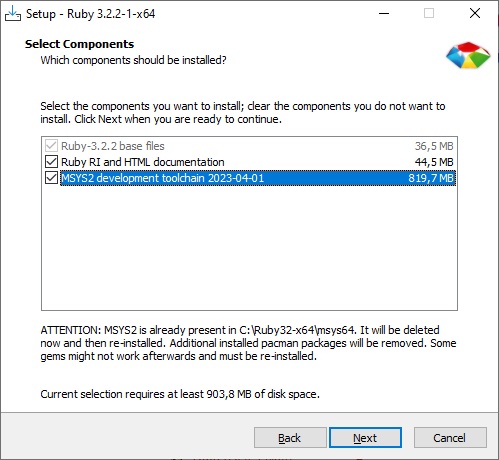 Setup - Ruby 3.2.2-1-x64
Select Components
Which components should be installed?
Select the components you want to install; clear the components you do not want to
install. Click Next when you are ready to continue.
Ruby-3.2.2 base files 36,5 MB
Ruby RI and HTML documentation 44,5 MB
MSYS2 development toolchain 2023-04-01 819,7 MB
ATTENTION: MSYS2 is already present in C:\Ruby32-x64\msys64. It will be deleted
now and then re-installed. Additional installed pacman packages will be removed. Some
gems might not work afterwards and must be re-installed.
Current selection requires at least 903,8 MB of disk space.
Back Next Cancel